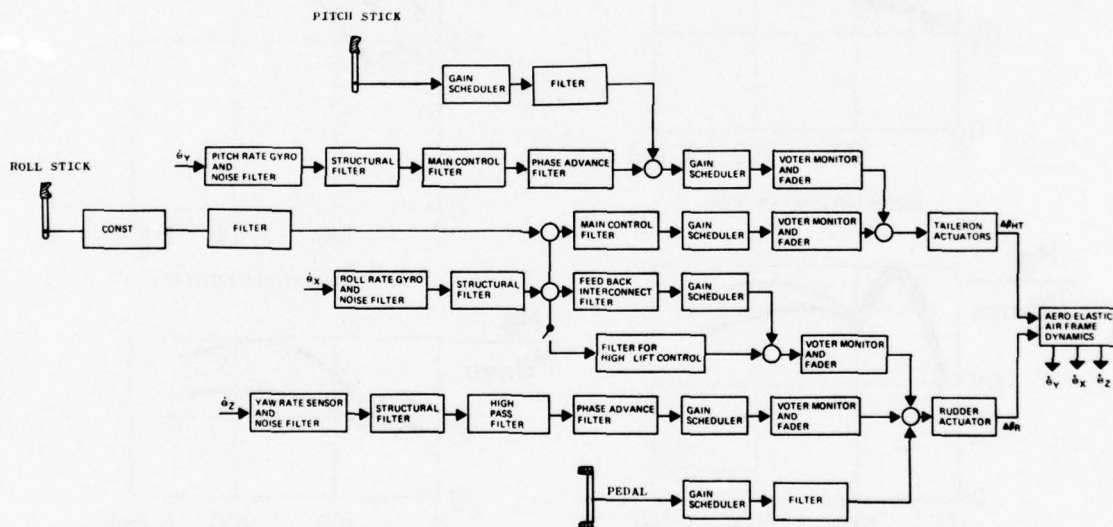 PITCH STICK
GAIN
SCHEDULER
FILTER
ROLL STICK
θ̇Y
PITCH RATE GYRO
AND
NOISE FILTER
STRUCTURAL
FILTER
MAIN CONTROL
FILTER
PHASE ADVANCE
FILTER
GAIN
SCHEDULER
VOTER MONITOR
AND
FADER
CONST
FILTER
MAIN CONTROL
FILTER
GAIN
SCHEDULER
VOTER MONITOR
AND
FADER
TAILERON
ACTUATORS
ΔβHT
θ̇X
ROLL RATE GYRO
AND
NOISE FILTER
STRUCTURAL
FILTER
FEED BACK
INTERCONNECT
FILTER
GAIN
SCHEDULER
FILTER FOR
HIGH LIFT CONTROL
VOTER MONITOR
AND
FADER
AERO ELASTIC
AIR FRAME
DYNAMICS
θ̇Y θ̇X θ̇Z
θ̇Z
YAW RATE SENSOR
AND
NOISE FILTER
STRUCTURAL
FILTER
HIGH
PASS
FILTER
PHASE ADVANCE
FILTER
GAIN
SCHEDULER
VOTER MONITOR
AND
FADER
RUDDER
ACTUATOR
ΔβR
PEDAL
GAIN
SCHEDULER
FILTER